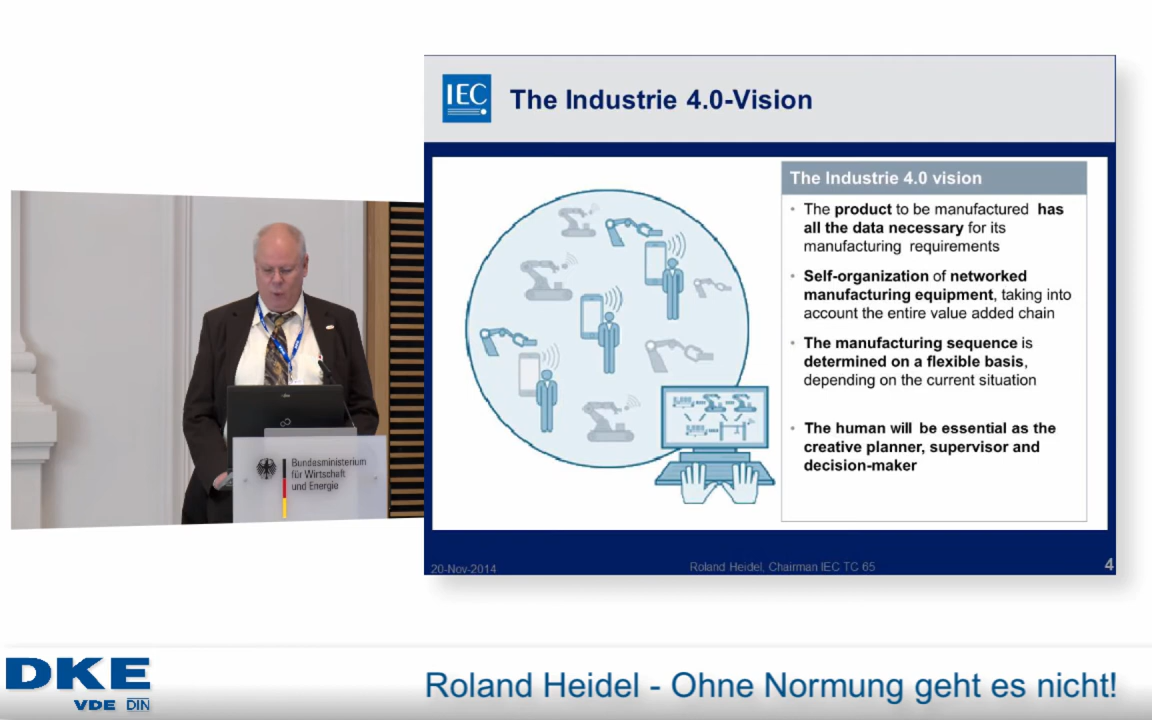 IEC
The Industrie 4.0-Vision
The Industrie 4.0 vision
• The product to be manufactured has
all the data necessary for its
manufacturing requirements
• Self-organization of networked
manufacturing equipment, taking into
account the entire value added chain
• The manufacturing sequence is
determined on a flexible basis,
depending on the current situation
• The human will be essential as the
creative planner, supervisor and
decision-maker
20-Nov-2014
Roland Heidel, Chairman IEC TC 65
4
Bundesministerium
für Wirtschaft
und Energie
DKE
VDE DIN
Roland Heidel - Ohne Normung geht es nicht!